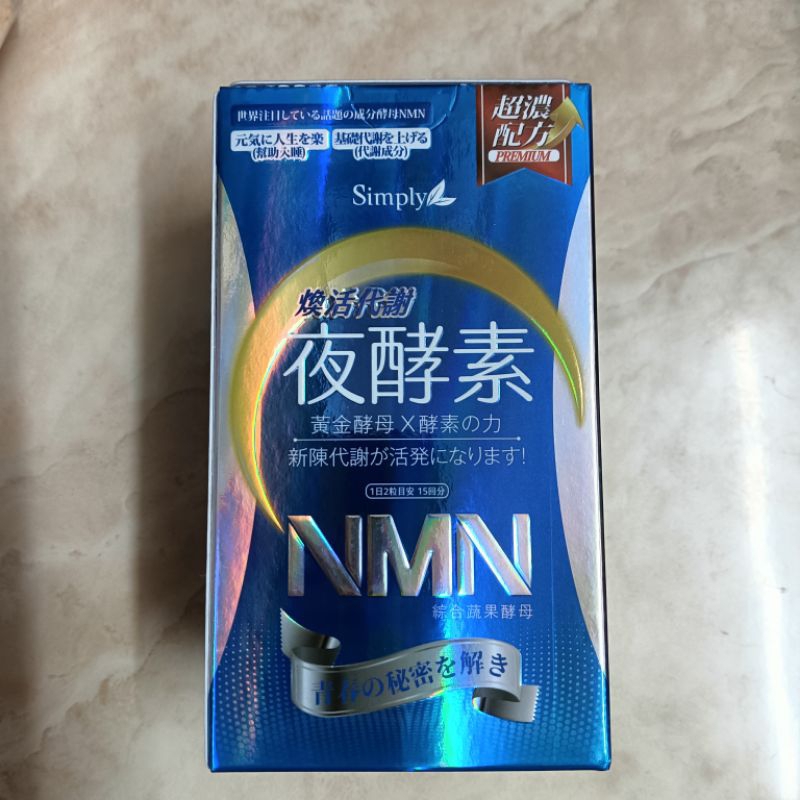 世界注目している話題の成分酵母NMN
元気に人生を楽
(幫助入睡)
基礎代謝を上げる
(代謝成分)
超濃
配方
PREMIUM
Simply
煥活代謝
夜酵素
黃金酵母×酵素の力
新陳代謝が活発になります!
1日2粒目安 15回分
NMN
綜合蔬果酵母
青春の秘密を解き